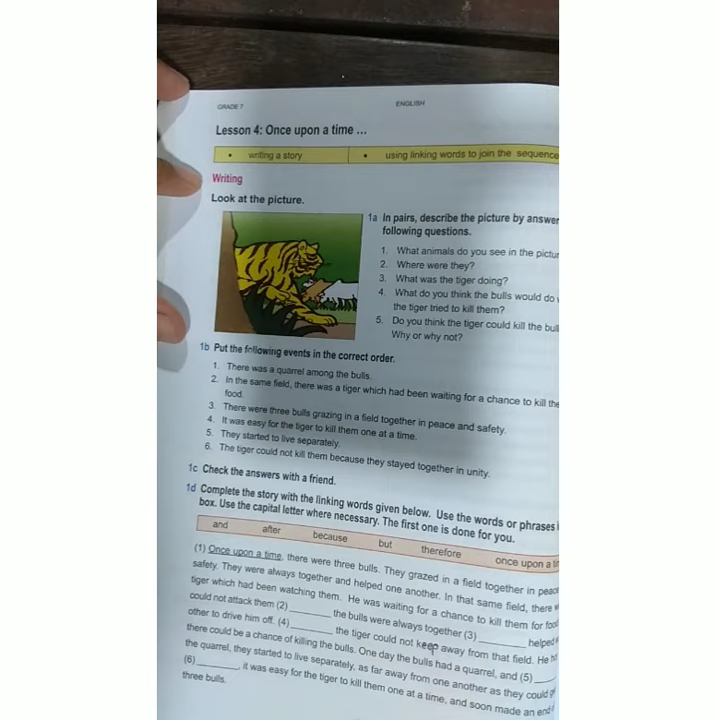 GRADE 7
ENGLISH
Lesson 4: Once upon a time ...
• writing a story
• using linking words to join the sequence
Writing
Look at the picture.
1a In pairs, describe the picture by
following questions.
1. What animals do you see in the
2. Where were they?
3. What was the tiger doing?
4. What do you think the bulls would do
the tiger tried to kill them?
5. Do you think the tiger could kill the
Why or why not?
1b Put the following events in the correct order.
1. There was a quarrel among the bulls.
2. In the same field, there was a tiger which had been waiting for a chance to kill
food.
3. There were three bulls grazing in a field together in peace and safety.
4. It was easy for the tiger to kill them one at a time.
5. They started to live separately.
6. The tiger could not kill them because they stayed together in unity.
1c Check the answers with a friend.
1d Complete the story with the linking words given below. Use the words or phrases
box. Use the capital letter where necessary. The first one is done for you.
and after because but therefore once upon a
(1) Once upon a time, there were three bulls. They grazed in a field together in
safety. They were always together and helped one another. In that same field, there
tiger which had been watching them. He was waiting for a chance to kill them for
could not attack them (2) ________ the bulls were always together (3) ________ helped
other to drive him off. (4) ________ the tiger could not keep away from that field. He
there could be a chance of killing the bulls. One day the bulls had a quarrel, and (5) ____
the quarrel, they started to live separately, as far away from one another as they could
(6) ________, it was easy for the tiger to kill them one at a time, and soon made an end
three bulls.